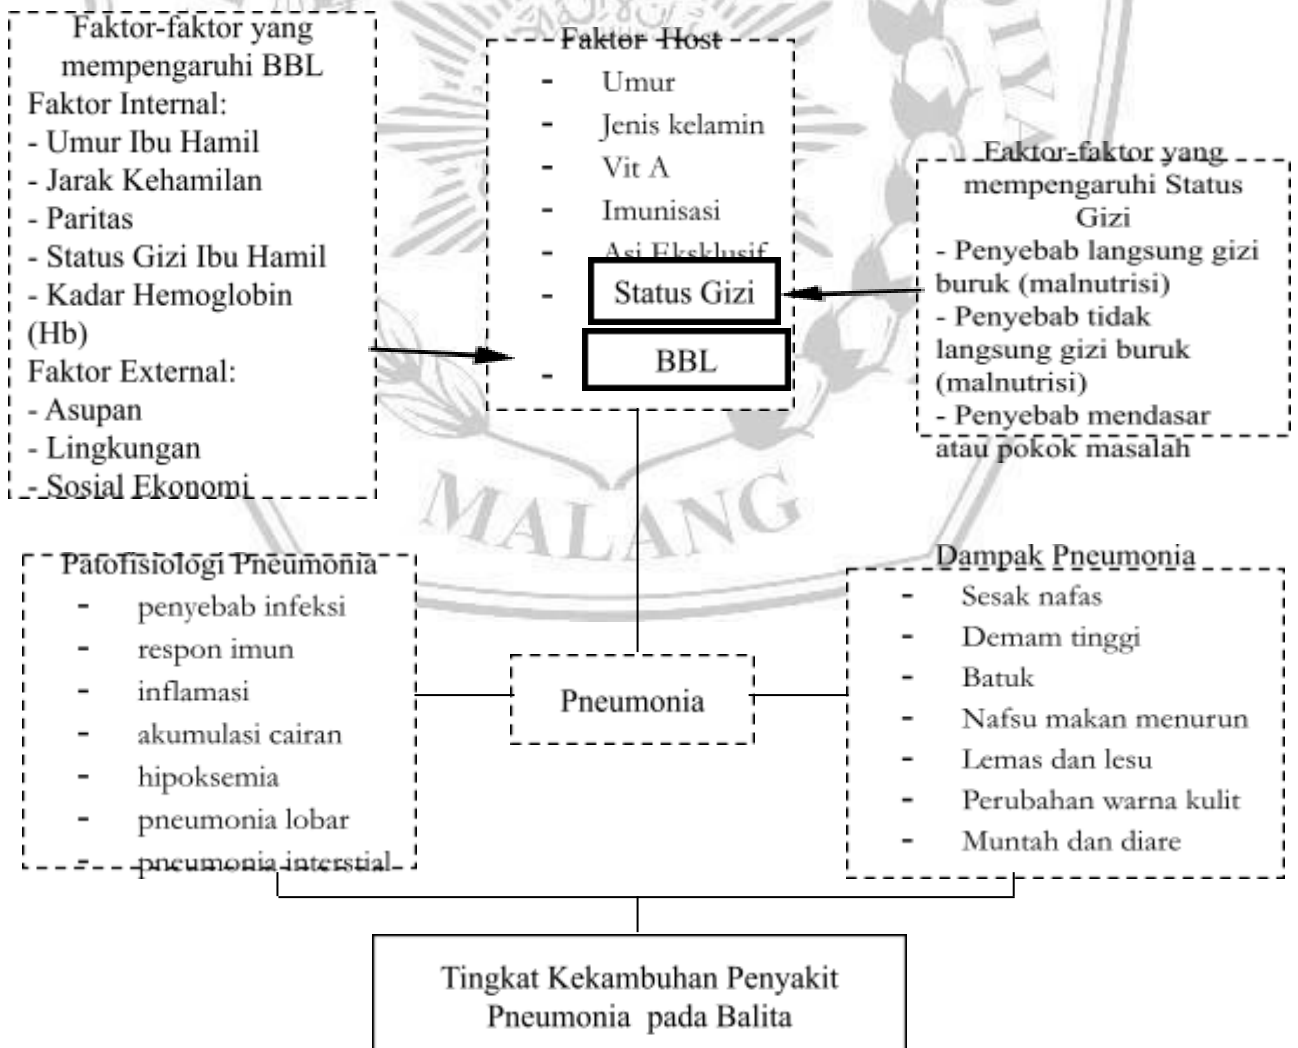 Faktor-faktor yang
mempengaruhi BBL
Faktor Internal:
- Umur Ibu Hamil
- Jarak Kehamilan
- Paritas
- Status Gizi Ibu Hamil
- Kadar Hemoglobin
(Hb)
Faktor External:
- Asupan
- Lingkungan
- Sosial Ekonomi
Faktor Host
- Umur
- Jenis kelamin
- Vit A
- Imunisasi
- Asi Eksklusif
- Status Gizi
- BBL
Faktor-faktor yang
mempengaruhi Status
Gizi
- Penyebab langsung gizi
buruk (malnutrisi)
- Penyebab tidak
langsung gizi buruk
(malnutrisi)
- Penyebab mendasar
atau pokok masalah
MALANG
Patofisiologi Pneumonia
- penyebab infeksi
- respon imun
- inflamasi
- akumulasi cairan
- hipoksemia
- pneumonia lobar
- pneumonia interstial
Pneumonia
Dampak Pneumonia
- Sesak nafas
- Demam tinggi
- Batuk
- Nafsu makan menurun
- Lemas dan lesu
- Perubahan warna kulit
- Muntah dan diare
Tingkat Kekambuhan Penyakit
Pneumonia pada Balita